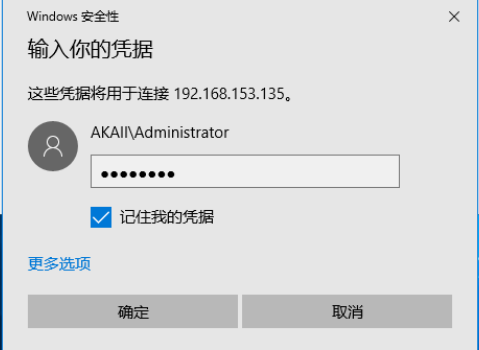 Windows 安全性
输入你的凭据
这些凭据将用于连接 192.168.153.135。
AKAII\Administrator
●●●●●●●●
记住我的凭据
更多选项
确定
取消